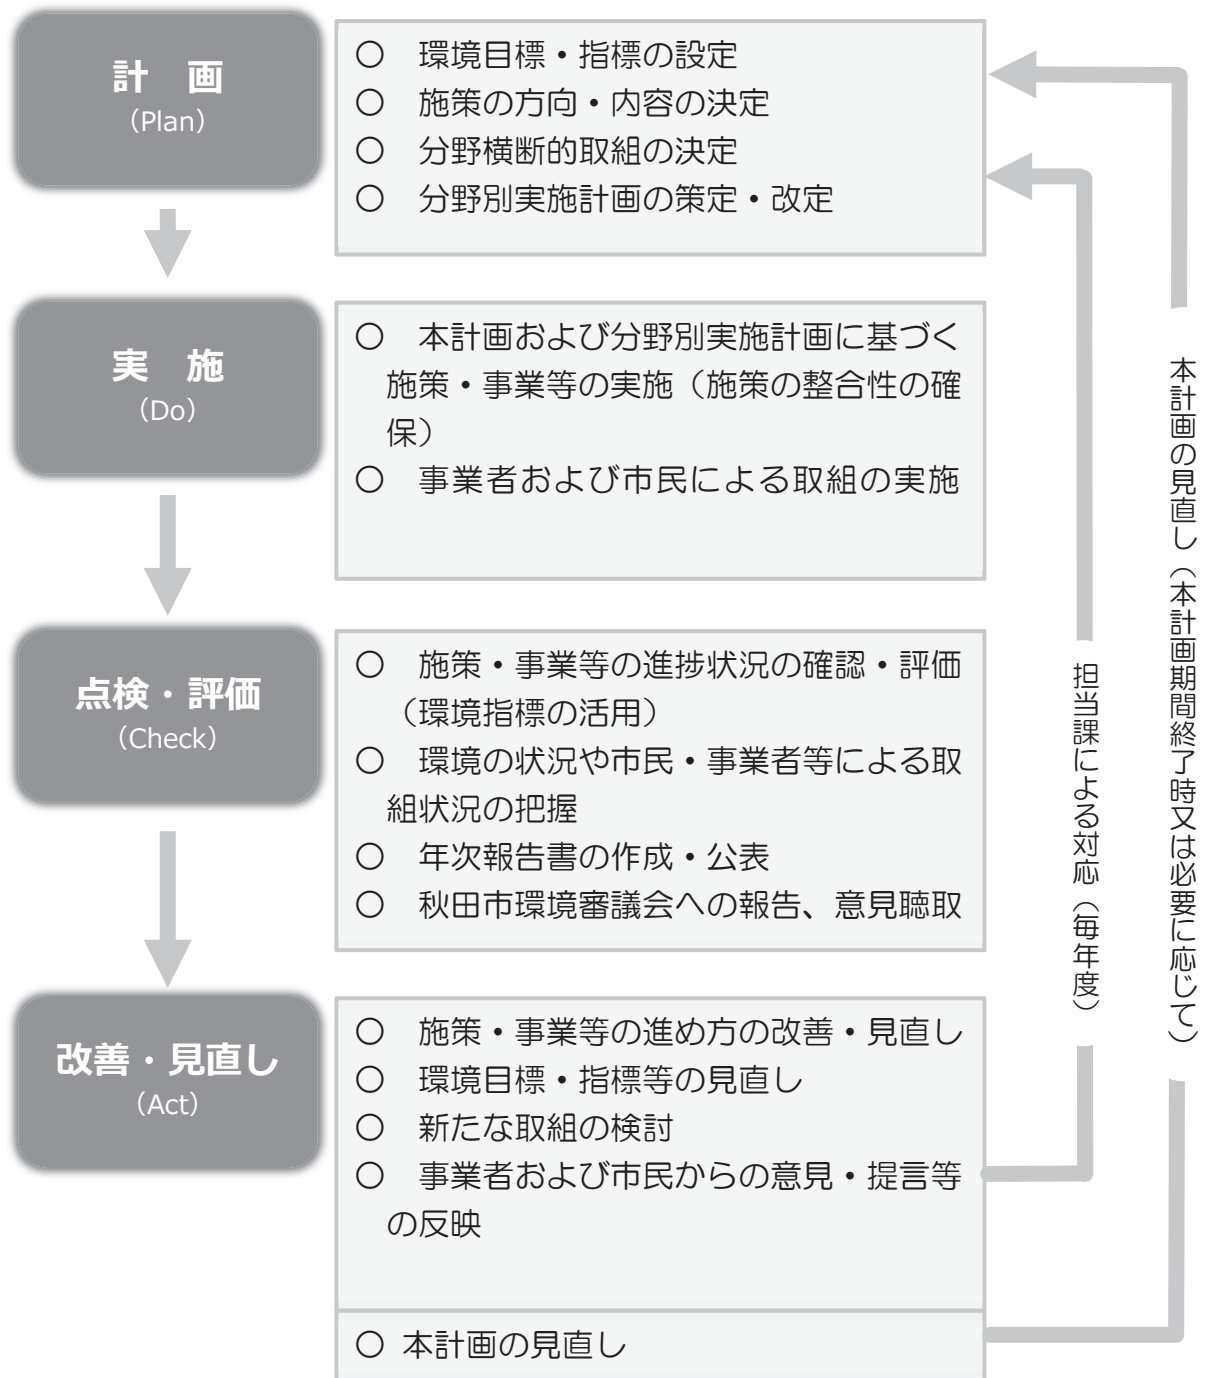 計　画
（Plan）
○　環境目標・指標の設定
○　施策の方向・内容の決定
○　分野横断的取組の決定
○　分野別実施計画の策定・改定
実　施
（Do）
○　本計画および分野別実施計画に基づく
施策・事業等の実施（施策の整合性の確
保）
○　事業者および市民による取組の実施
点検・評価
（Check）
○　施策・事業等の進捗状況の確認・評価
（環境指標の活用）
○　環境の状況や市民・事業者等による取
組状況の把握
○　年次報告書の作成・公表
○　秋田市環境審議会への報告、意見聴取
改善・見直し
（Act）
○　施策・事業等の進め方の改善・見直し
○　環境目標・指標等の見直し
○　新たな取組の検討
○　事業者および市民からの意見・提言等
の反映
○ 本計画の見直し
担当課による対応（毎年度）
本計画の見直し（本計画期間終了時又は必要に応じて）